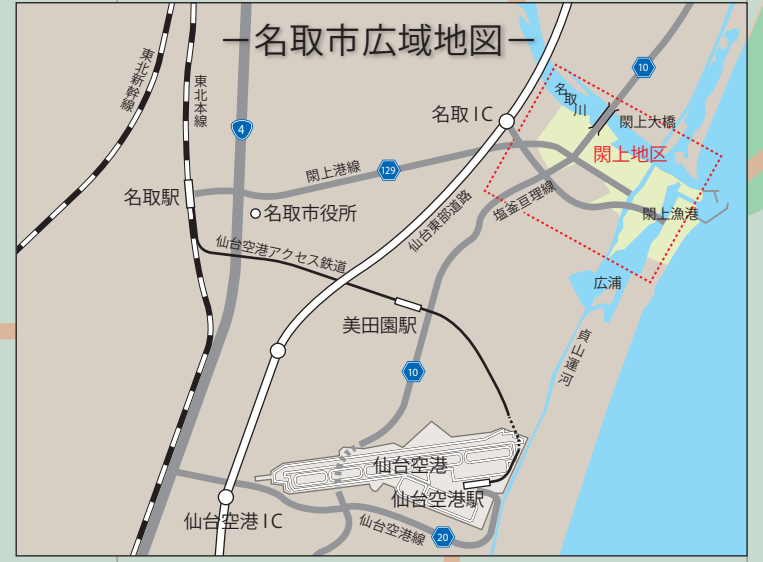 －名取市広域地図－
東北新幹線
東北本線
4
10
名取川
名取IC
閖上大橋
閖上地区
閖上港線
129
名取駅
名取市役所
仙台東部道路
塩釜亘理線
閖上漁港
仙台空港アクセス鉄道
広浦
美田園駅
貞山運河
10
仙台空港
仙台空港駅
仙台空港IC
仙台空港線
20